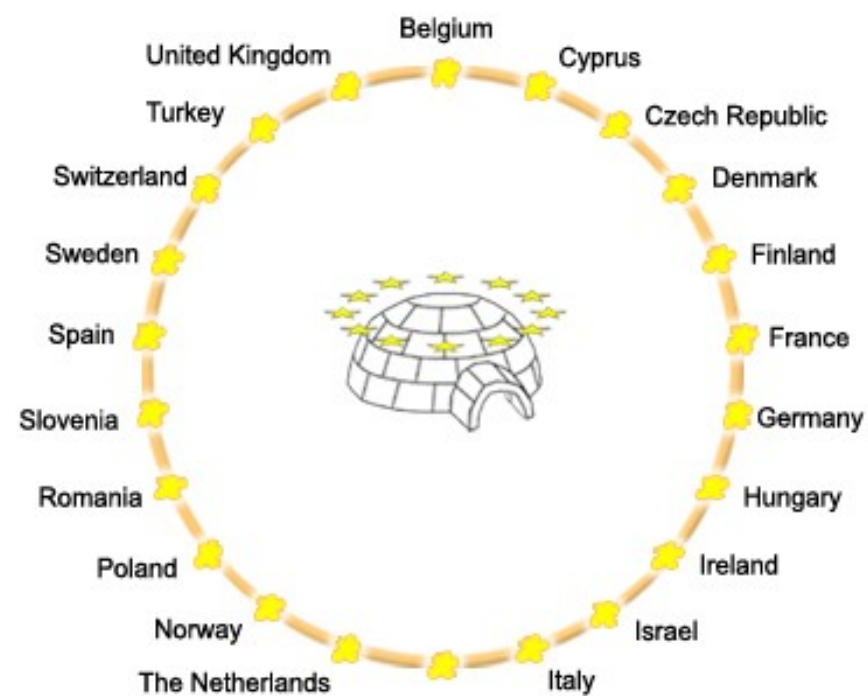 Belgium
Cyprus
Czech Republic
Denmark
Finland
France
Germany
Hungary
Ireland
Israel
Italy
The Netherlands
Norway
Poland
Romania
Slovenia
Spain
Sweden
Switzerland
Turkey
United Kingdom